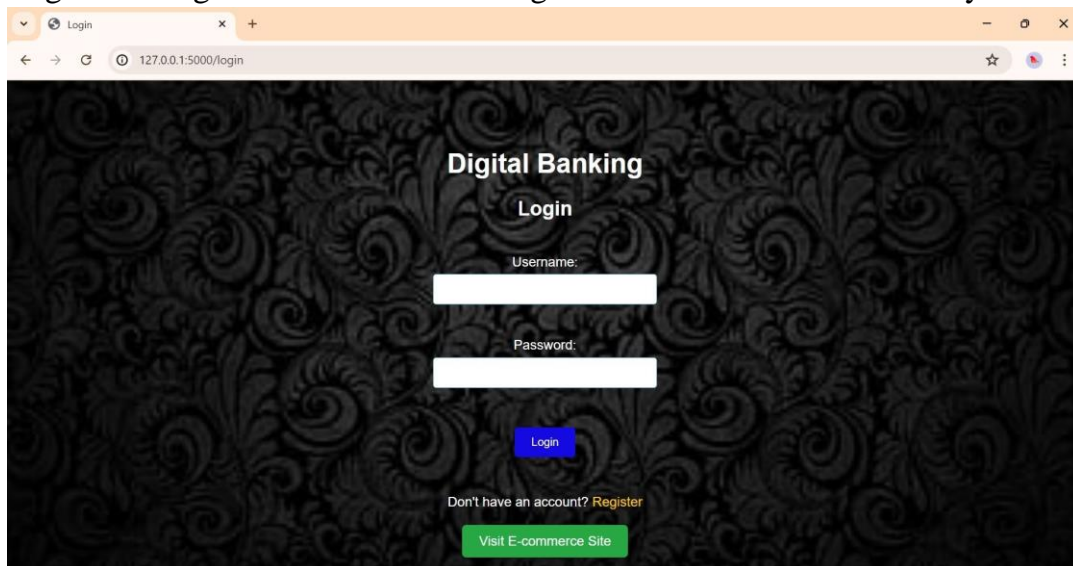 Login
127.0.0.1:5000/login
Digital Banking
Login
Username:
Password:
Login
Don't have an account? Register
Visit E-commerce Site